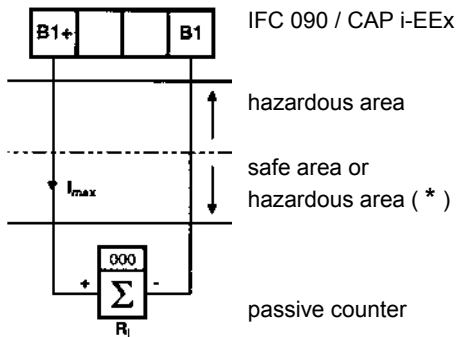 B1+ B1 IFC 090 / CAP i-EEx
hazardous area
safe area or
Imax hazardous area ( * )
000
+ Σ - passive counter
Ri